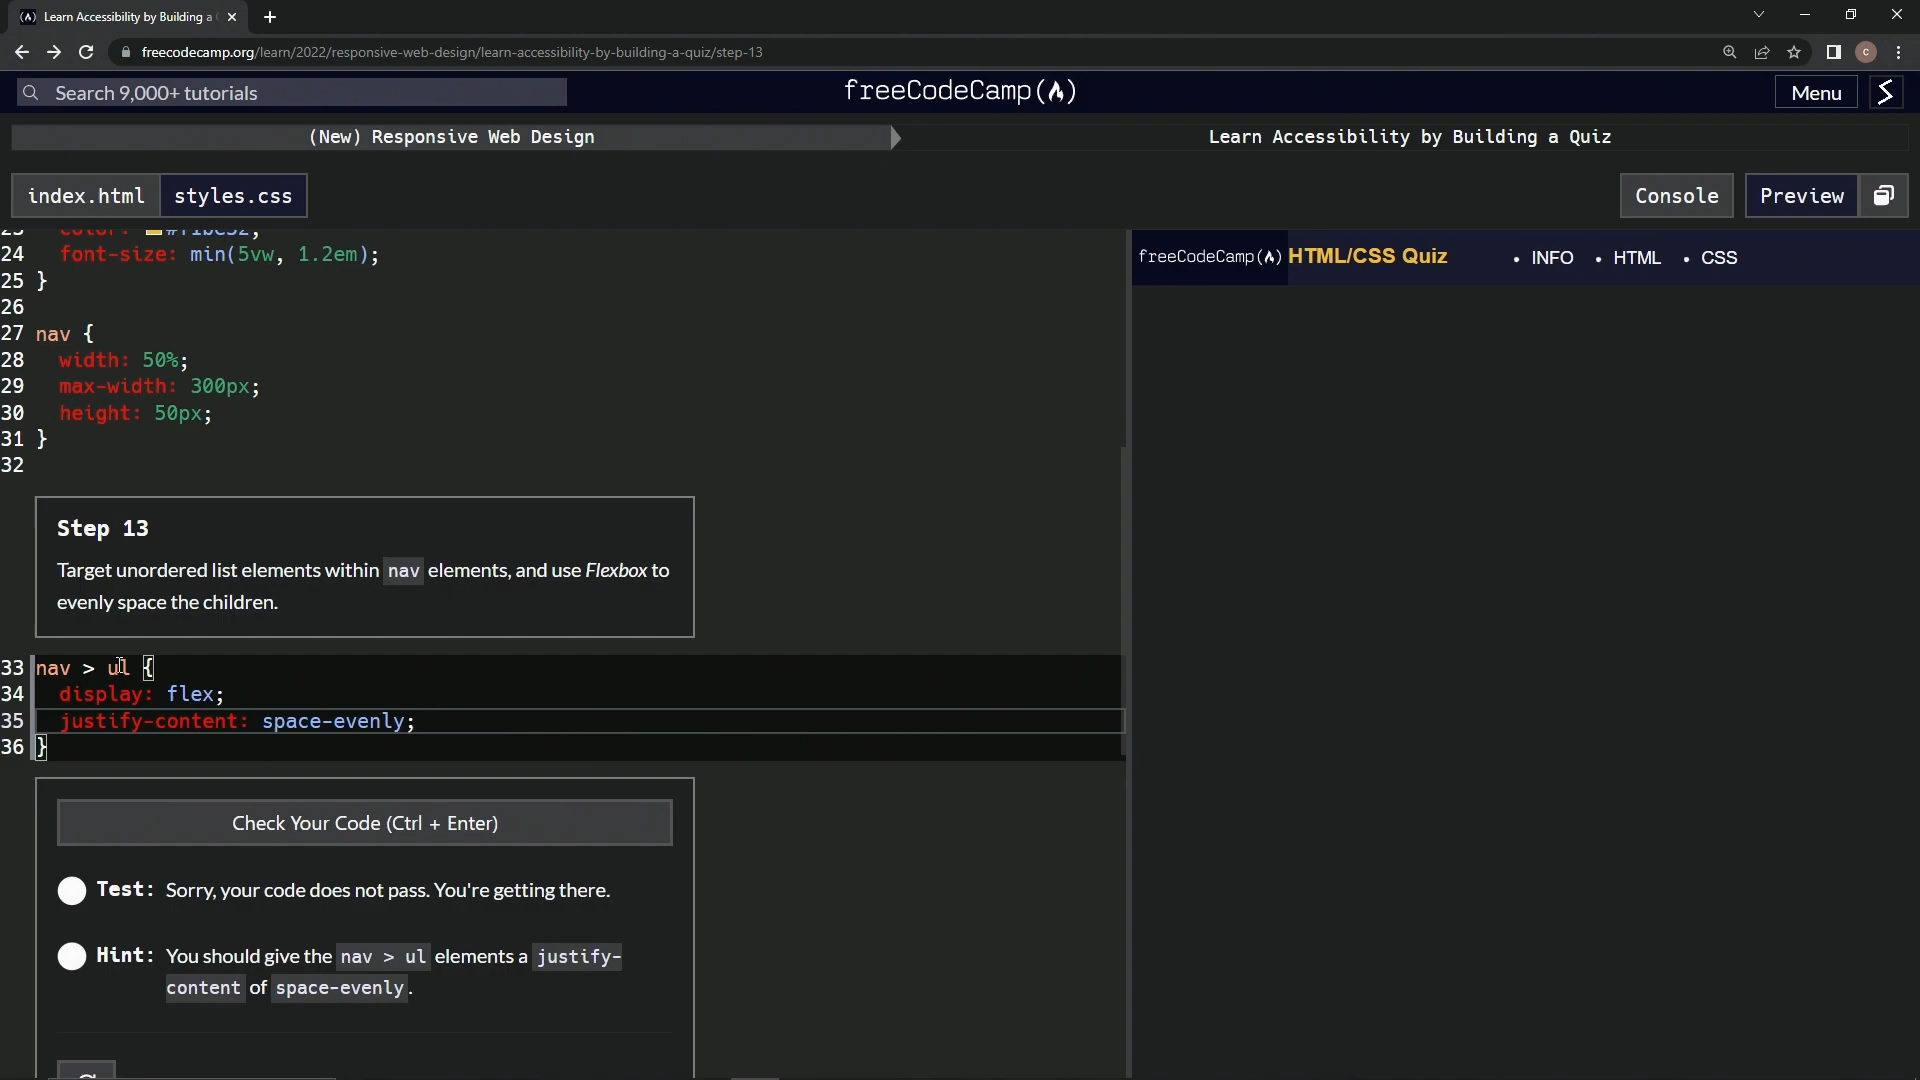 Learn Accessibility by Building a
freecodecamp.org/learn/2022/responsive-web-design/learn-accessibility-by-building-a-quiz/step-13
c
Search 9,000+ tutorials
freeCodeCamp
Menu
(New) Responsive Web Design
Learn Accessibility by Building a Quiz
index.html
styles.css
Console
Preview
24 font-size: min(5vw, 1.2em);
25 }
26
27 nav {
28 width: 50%;
29 max-width: 300px;
30 height: 50px;
31 }
32
freeCodeCamp
HTML/CSS Quiz
• INFO
• HTML
• CSS
Step 13
Target unordered list elements within nav elements, and use Flexbox to
evenly space the children.
33 nav > ul {
34 display: flex;
35 justify-content: space-evenly;
36 }
Check Your Code (Ctrl + Enter)
Test: Sorry, your code does not pass. You're getting there.
Hint: You should give the nav > ul elements a justify-
content of space-evenly.